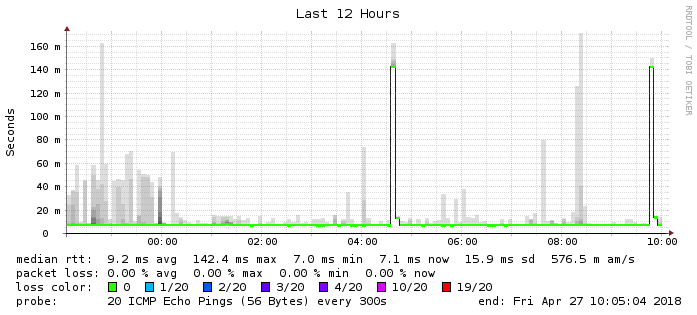 Last 12 Hours
RRDTOOL / TOBI OETIKER
Seconds
160 m
140 m
120 m
100 m
80 m
60 m
40 m
20 m
0
00:00 02:00 04:00 06:00 08:00 10:00
median rtt: 9.2 ms avg 142.4 ms max 7.0 ms min 7.1 ms now 15.9 ms sd 576.5 m am/s
packet loss: 0.00 % avg 0.00 % max 0.00 % min 0.00 % now
loss color: 0 1/20 2/20 3/20 4/20 10/20 19/20
probe: 20 ICMP Echo Pings (56 Bytes) every 300s end: Fri Apr 27 10:05:04 2018